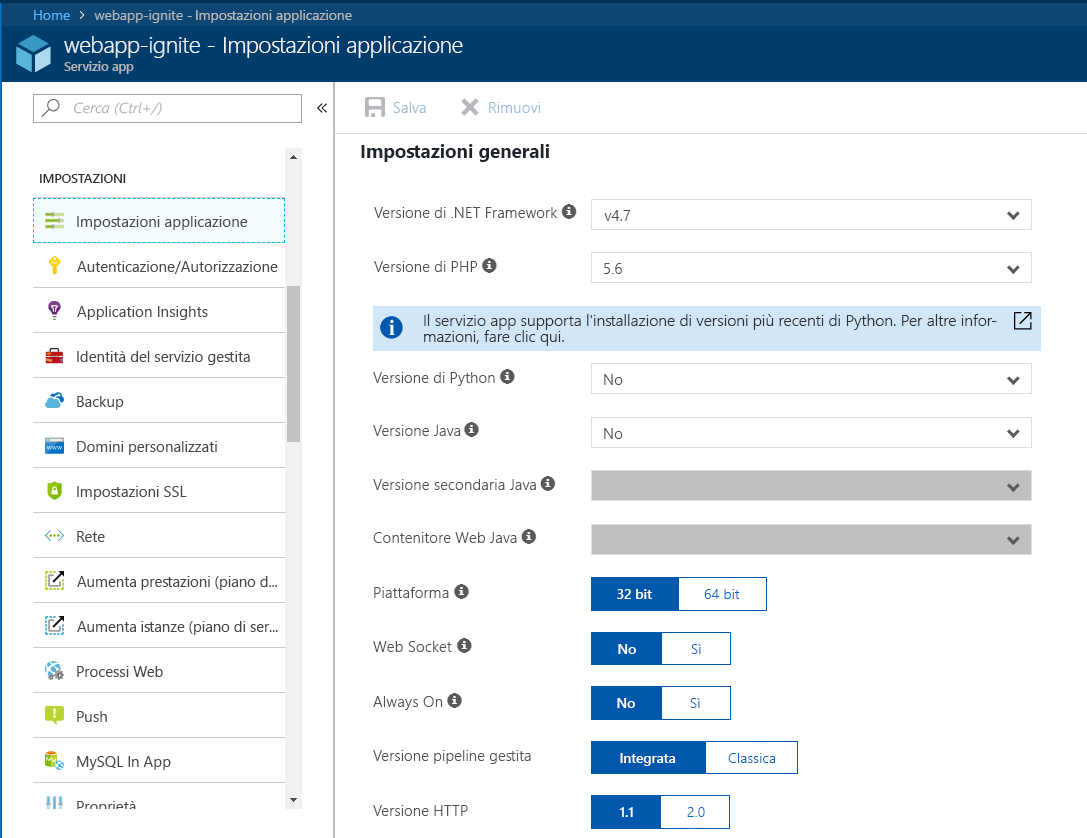 Home > webapp-ignite - Impostazioni applicazione
webapp-ignite - Impostazioni applicazione
Servizio app
Cerca (Ctrl+/)
«
IMPOSTAZIONI
Impostazioni applicazione
Autenticazione/Autorizzazione
Application Insights
Identità del servizio gestita
Backup
Domini personalizzati
Impostazioni SSL
Rete
Aumenta prestazioni (piano d...
Aumenta istanze (piano di ser...
Processi Web
Push
MySQL In App
Proprietà
Salva Rimuovi
Impostazioni generali
Versione di .NET Framework v4.7
Versione di PHP 5.6
Il servizio app supporta l'installazione di versioni più recenti di Python. Per altre infor-
mazioni, fare clic qui.
Versione di Python No
Versione Java No
Versione secondaria Java
Contenitore Web Java
Piattaforma 32 bit 64 bit
Web Socket No Sì
Always On No Sì
Versione pipeline gestita Integrata Classica
Versione HTTP 1.1 2.0